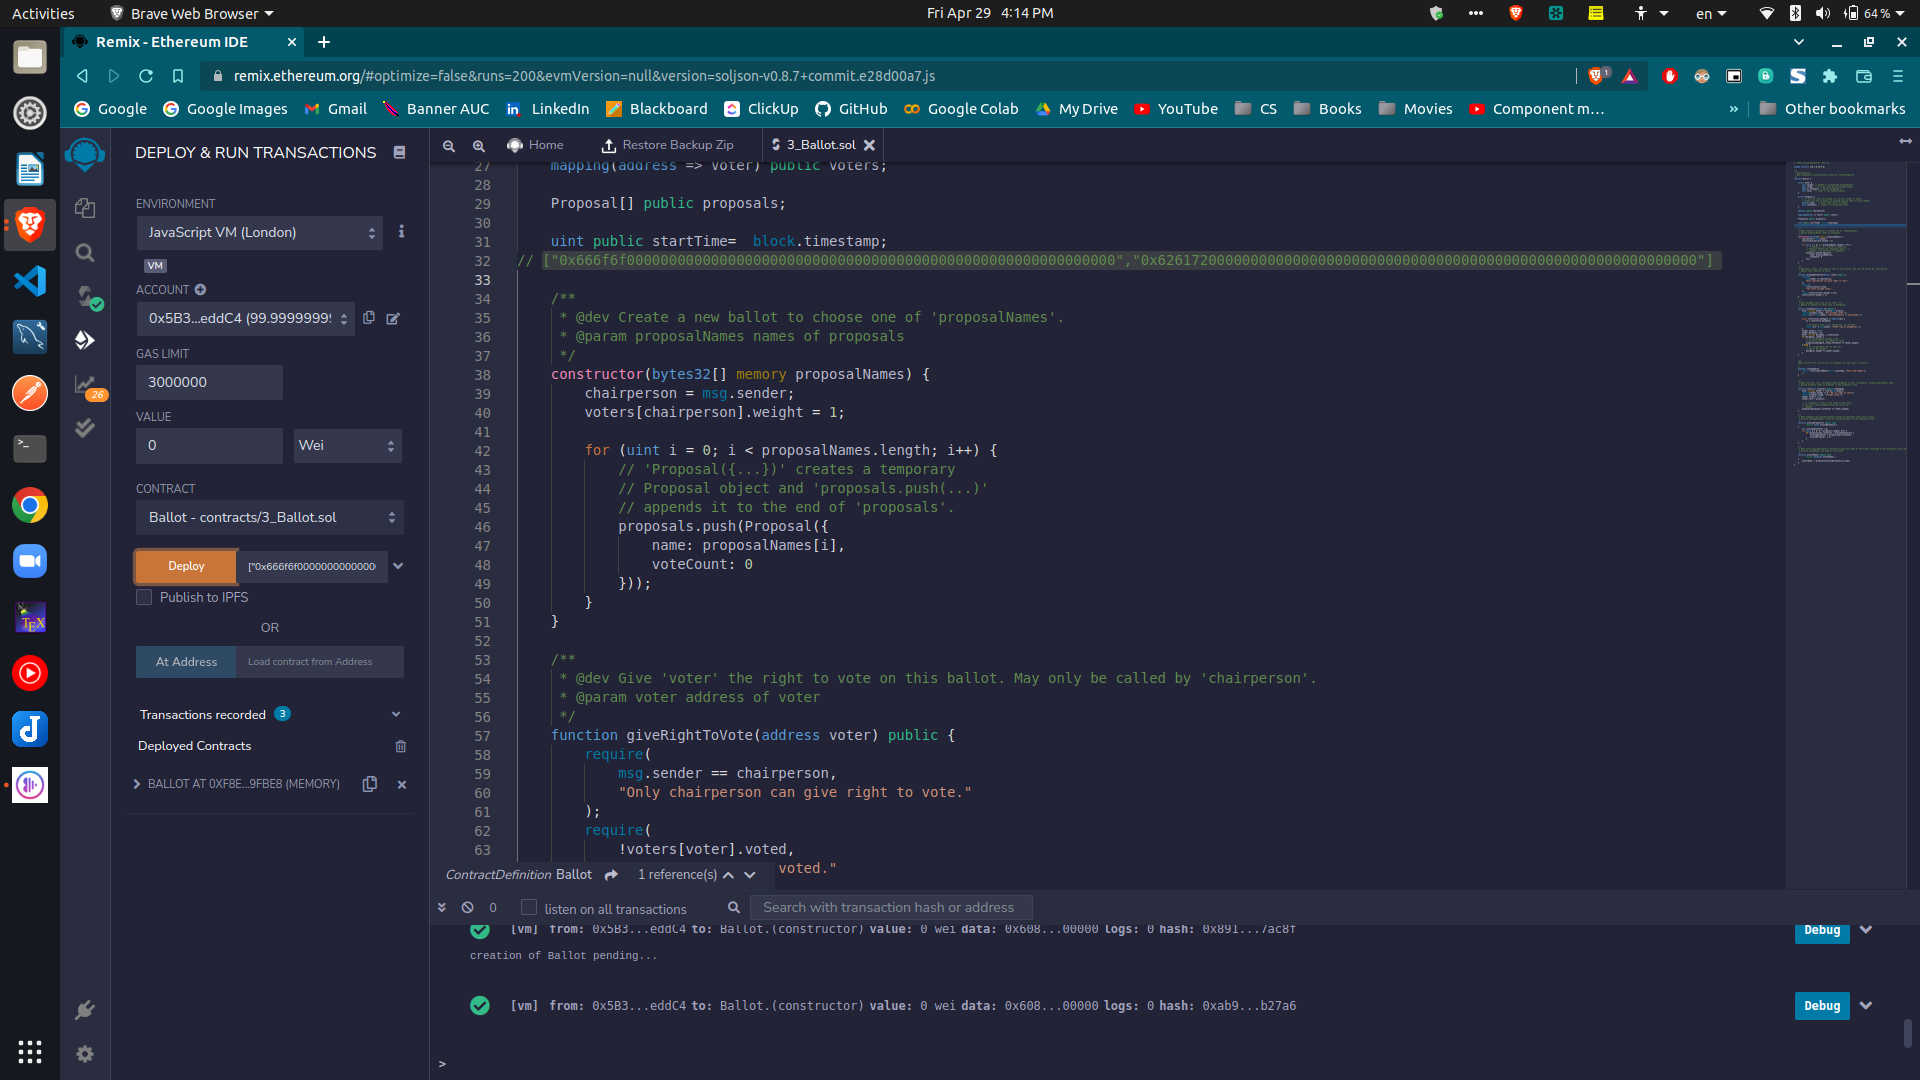 Activities
Brave Web Browser
Fri Apr 29 4:14 PM
en
64 %
Remix - Ethereum IDE
remix.ethereum.org/#optimize=false&runs=200&evmVersion=null&version=soljson-v0.8.7+commit.e28d00a7.js
Google
Google Images
Gmail
Banner AUC
LinkedIn
Blackboard
ClickUp
GitHub
Google Colab
My Drive
YouTube
CS
Books
Movies
Component m...
»
Other bookmarks
DEPLOY & RUN TRANSACTIONS
ENVIRONMENT
JavaScript VM (London)
VM
ACCOUNT
0x5B3...eddC4 (99.99999999
GAS LIMIT
3000000
VALUE
0
Wei
CONTRACT
Ballot - contracts/3_Ballot.sol
Deploy
["0x666f6f0000000000000
Publish to IPFS
OR
At Address
Load contract from Address
Transactions recorded 3
Deployed Contracts
BALLOT AT 0XF8E...9FBE8 (MEMORY)
26
Home
Restore Backup Zip
3_Ballot.sol
27 mapping(address => Voter) public voters;
28
29 Proposal[] public proposals;
30
31 uint public startTime= block.timestamp;
32 // ["0x666f6f0000000000000000000000000000000000000000000000000000000000","0x6261720000000000000000000000000000000000000000000000000000000000"]
33
34 /**
35 * @dev Create a new ballot to choose one of 'proposalNames'.
36 * @param proposalNames names of proposals
37 */
38 constructor(bytes32[] memory proposalNames) {
39 chairperson = msg.sender;
40 voters[chairperson].weight = 1;
41
42 for (uint i = 0; i < proposalNames.length; i++) {
43 // 'Proposal({...})' creates a temporary
44 // Proposal object and 'proposals.push(...)'
45 // appends it to the end of 'proposals'.
46 proposals.push(Proposal({
47 name: proposalNames[i],
48 voteCount: 0
49 }));
50 }
51 }
52
53 /**
54 * @dev Give 'voter' the right to vote on this ballot. May only be called by 'chairperson'.
55 * @param voter address of voter
56 */
57 function giveRightToVote(address voter) public {
58 require(
59 msg.sender == chairperson,
60 "Only chairperson can give right to vote."
61 );
62 require(
63 !voters[voter].voted,
voted."
ContractDefinition Ballot
1 reference(s)
0
listen on all transactions
Search with transaction hash or address
[vm] from: 0x5B3...eddC4 to: Ballot.(constructor) value: 0 wei data: 0x608...00000 logs: 0 hash: 0x891...7ac8f
Debug
creation of Ballot pending...
[vm] from: 0x5B3...eddC4 to: Ballot.(constructor) value: 0 wei data: 0x608...00000 logs: 0 hash: 0xab9...b27a6
Debug
>